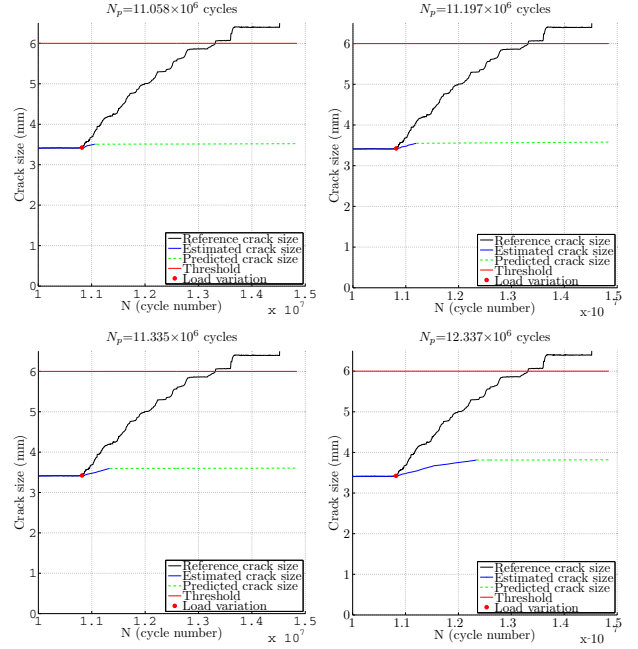 N_p=11.058×10^6 cycles
Crack size (mm)
6
5
4
3
2
1
0
Reference crack size
Estimated crack size
Predicted crack size
Threshold
Load variation
1 1.1 1.2 1.3 1.4 1.5
N (cycle number)
x 10^7
N_p=11.197×10^6 cycles
Crack size (mm)
6
5
4
3
2
1
0
Reference crack size
Estimated crack size
Predicted crack size
Threshold
Load variation
1 1.1 1.2 1.3 1.4 1.5
N (cycle number)
x·10^7
N_p=11.335×10^6 cycles
Crack size (mm)
6
5
4
3
2
1
0
Reference crack size
Estimated crack size
Predicted crack size
Threshold
Load variation
1 1.1 1.2 1.3 1.4 1.5
N (cycle number)
x 10^7
N_p=12.337×10^6 cycles
Crack size (mm)
6
5
4
3
2
1
0
Reference crack size
Estimated crack size
Predicted crack size
Threshold
Load variation
1 1.1 1.2 1.3 1.4 1.5
N (cycle number)
x·10^7